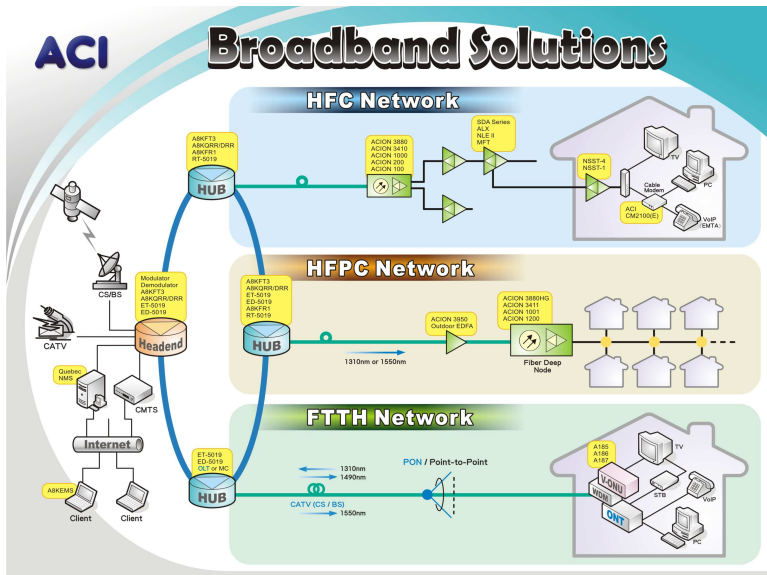 ACI
Broadband Solutions
HFC Network
A8KFT3
A8KQRR/DRR
A8KFR1
RT-5019
HUB
ACION 3880
ACION 3410
ACION 1000
ACION 200
ACION 100
SDA Series
ALX
NLE II
MFT
NSST-4
NSST-1
TV
PC
Cable
Modem
ACI
CM2100(E)
VoIP
(EMTA)
CS/BS
CATV
Modulator
Demodulator
A8KFT3
A8KQRR/DRR
ET-5019
ED-5019
Headend
Quebec
NMS
CMTS
Internet
A8KEMS
Client
Client
HFPC Network
A8KFT3
A8KQRR/DRR
ET-5019
ED-5019
A8KFR1
RT-5019
HUB
1310nm or 1550nm
ACION 3950
Outdoor EDFA
ACION 3880HG
ACION 3411
ACION 1001
ACION 1200
Fiber Deep
Node
FTTH Network
ET-5019
ED-5019
OLT or MC
HUB
1310nm
1490nm
CATV (CS / BS)
1550nm
PON / Point-to-Point
A185
A186
A187
V-ONU
WDM
ONT
TV
STB
VoIP
PC